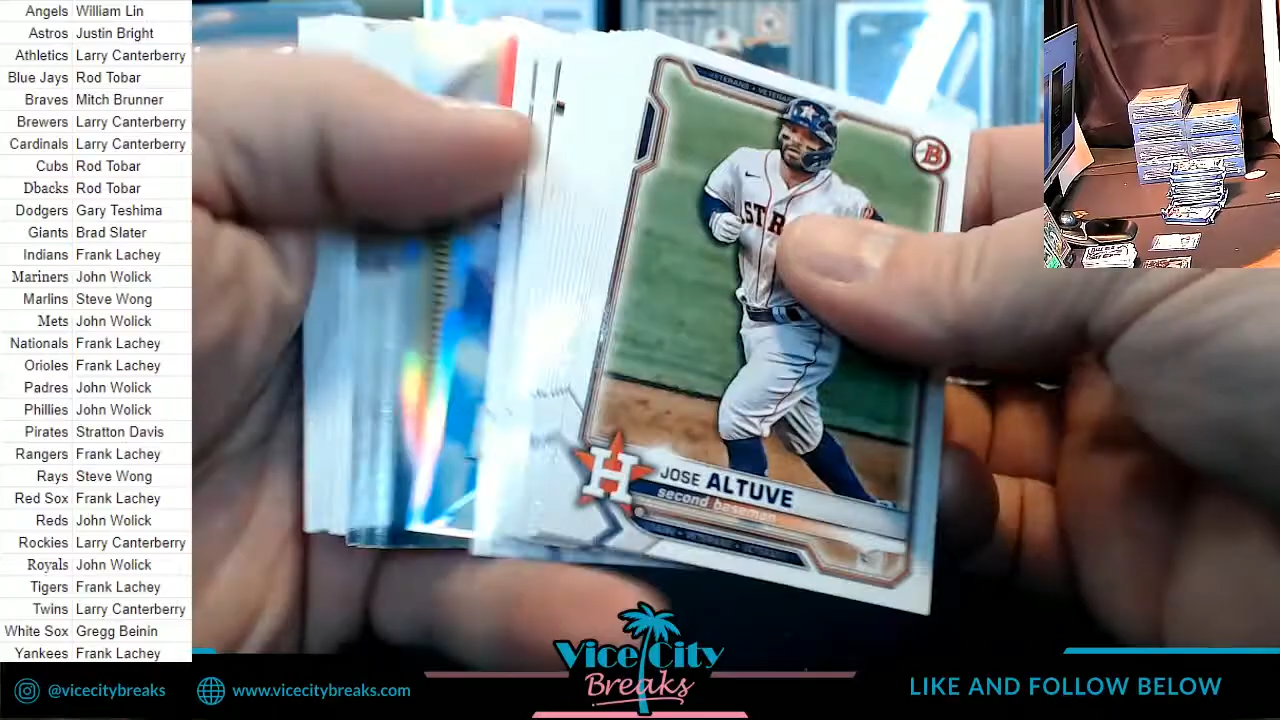 Angels William Lin
Astros Justin Bright
Athletics Larry Canterberry
Blue Jays Rod Tobar
Braves Mitch Brunner
Brewers Larry Canterberry
Cardinals Larry Canterberry
Cubs Rod Tobar
Dbacks Rod Tobar
Dodgers Gary Teshima
Giants Brad Slater
Indians Frank Lachey
Mariners John Wolick
Marlins Steve Wong
Mets John Wolick
Nationals Frank Lachey
Orioles Frank Lachey
Padres John Wolick
Phillies John Wolick
Pirates Stratton Davis
Rangers Frank Lachey
Rays Steve Wong
Red Sox Frank Lachey
Reds John Wolick
Rockies Larry Canterberry
Royals John Wolick
Tigers Frank Lachey
Twins Larry Canterberry
White Sox Gregg Beinin
Yankees Frank Lachey
B
H
JOSE ALTUVE
second baseman
@vicecitybreaks
www.vicecitybreaks.com
Vice City
Breaks
LIKE AND FOLLOW BELOW